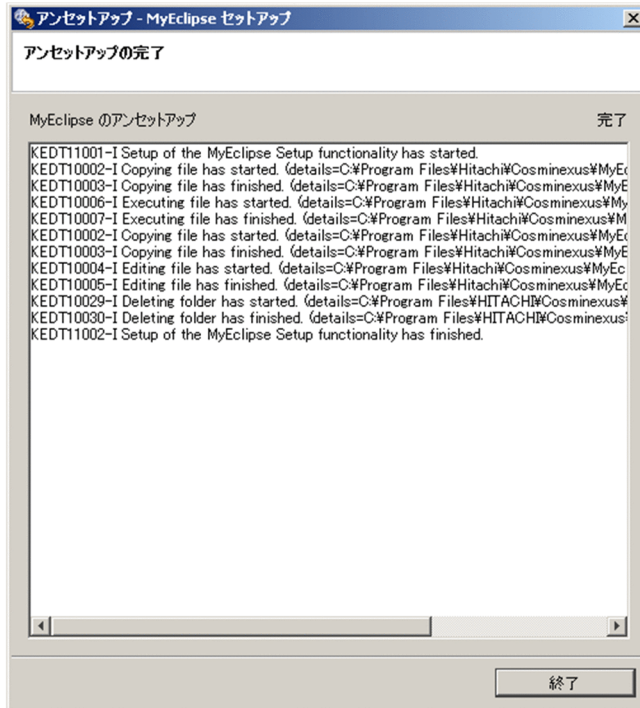 アンセットアップ - MyEclipse セットアップ
アンセットアップの完了
MyEclipse のアンセットアップ 完了
KEDT11001-I Setup of the MyEclipse Setup functionality has started.
KEDT10002-I Copying file has started. (details=C:¥Program Files¥Hitachi¥Cosminexus¥MyEc
KEDT10003-I Copying file has finished. (details=C:¥Program Files¥Hitachi¥Cosminexus¥MyE
KEDT10006-I Executing file has started. (details=C:¥Program Files¥Hitachi¥Cosminexus¥My
KEDT10007-I Executing file has finished. (details=C:¥Program Files¥Hitachi¥Cosminexus¥M
KEDT10002-I Copying file has started. (details=C:¥Program Files¥Hitachi¥Cosminexus¥MyEc
KEDT10003-I Copying file has finished. (details=C:¥Program Files¥Hitachi¥Cosminexus¥MyE
KEDT10004-I Editing file has started. (details=C:¥Program Files¥Hitachi¥Cosminexus¥MyEc
KEDT10005-I Editing file has finished. (details=C:¥Program Files¥Hitachi¥Cosminexus¥MyEc
KEDT10029-I Deleting folder has started. (details=C:¥Program Files¥HITACHI¥Cosminexus¥
KEDT10030-I Deleting folder has finished. (details=C:¥Program Files¥HITACHI¥Cosminexus
KEDT11002-I Setup of the MyEclipse Setup functionality has finished.
終了